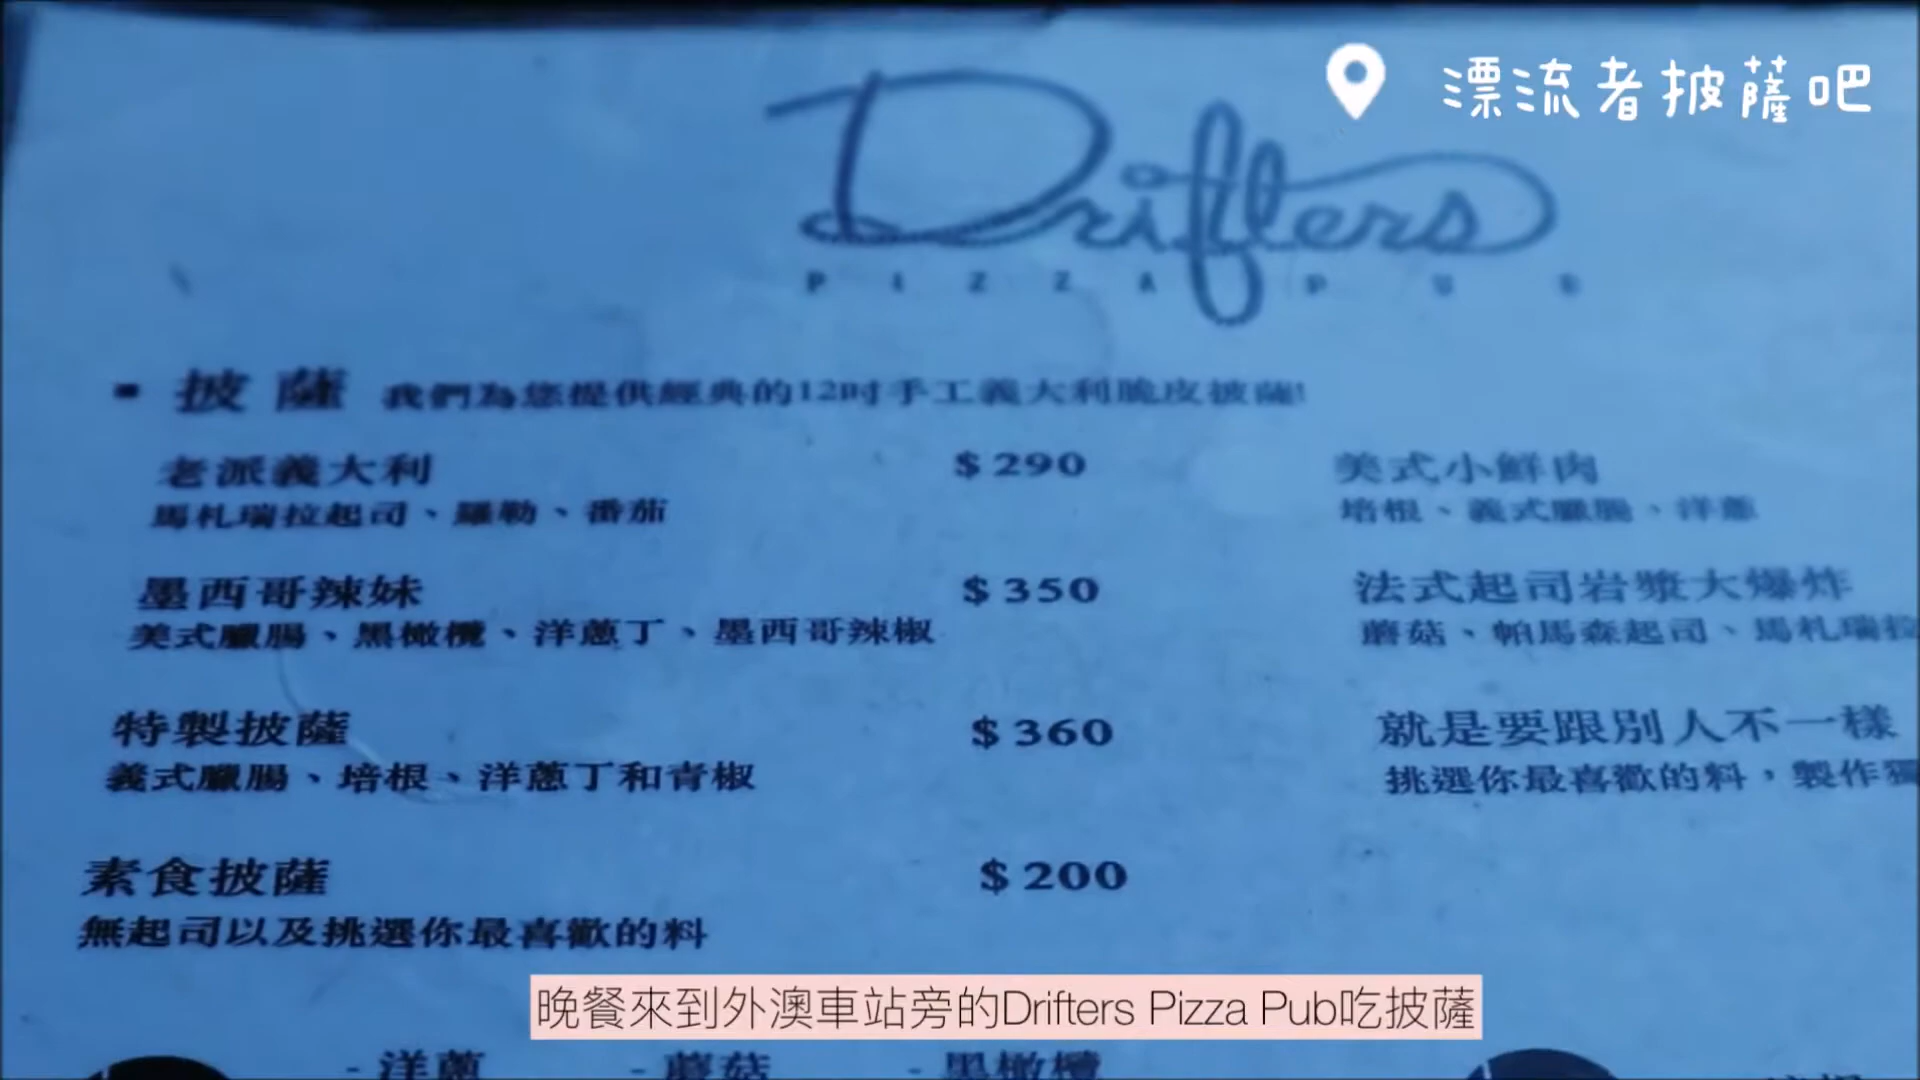 漂流者披薩吧
Drifters
PIZZA PUB
披薩 我們為您提供經典的12吋手工義大利脆皮披薩!
老派義大利 $290
馬札瑞拉起司、羅勒、番茄
墨西哥辣妹 $350
美式臘腸、黑橄欖、洋蔥丁、墨西哥辣椒
特製披薩 $360
義式臘腸、培根、洋蔥丁和青椒
素食披薩 $200
無起司以及挑選你最喜歡的料
美式小鮮肉
培根、義式臘腸、洋蔥
法式起司岩漿大爆炸
蘑菇、帕馬森起司、馬札瑞拉
就是要跟別人不一樣
挑選你最喜歡的料，製作
晚餐來到外澳車站旁的Drifters Pizza Pub吃披薩
-洋蔥 -蘑菇 -黑橄欖